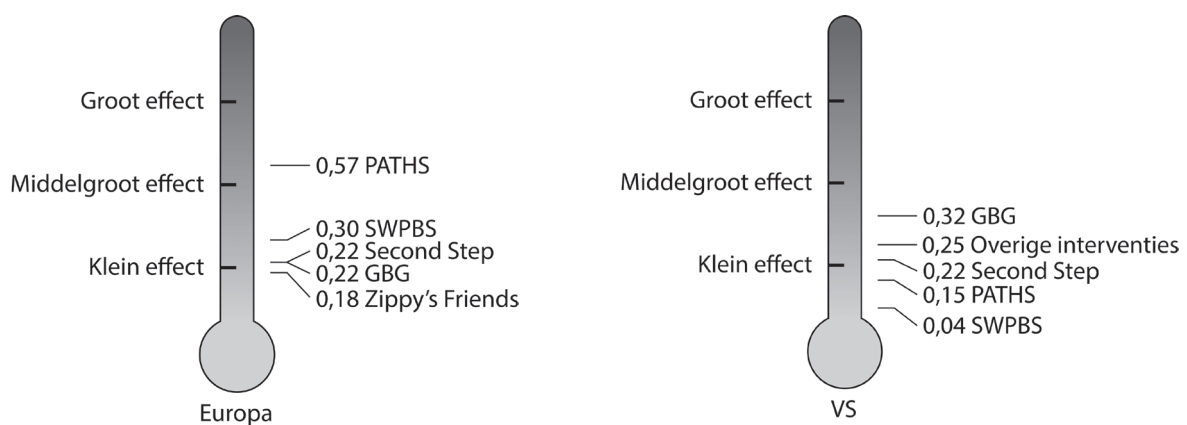 Groot effect
Middelgroot effect
Klein effect
0,57 PATHS
0,30 SWPBS
0,22 Second Step
0,22 GBG
0,18 Zippy’s Friends
Europa
Groot effect
Middelgroot effect
Klein effect
0,32 GBG
0,25 Overige interventies
0,22 Second Step
0,15 PATHS
0,04 SWPBS
VS